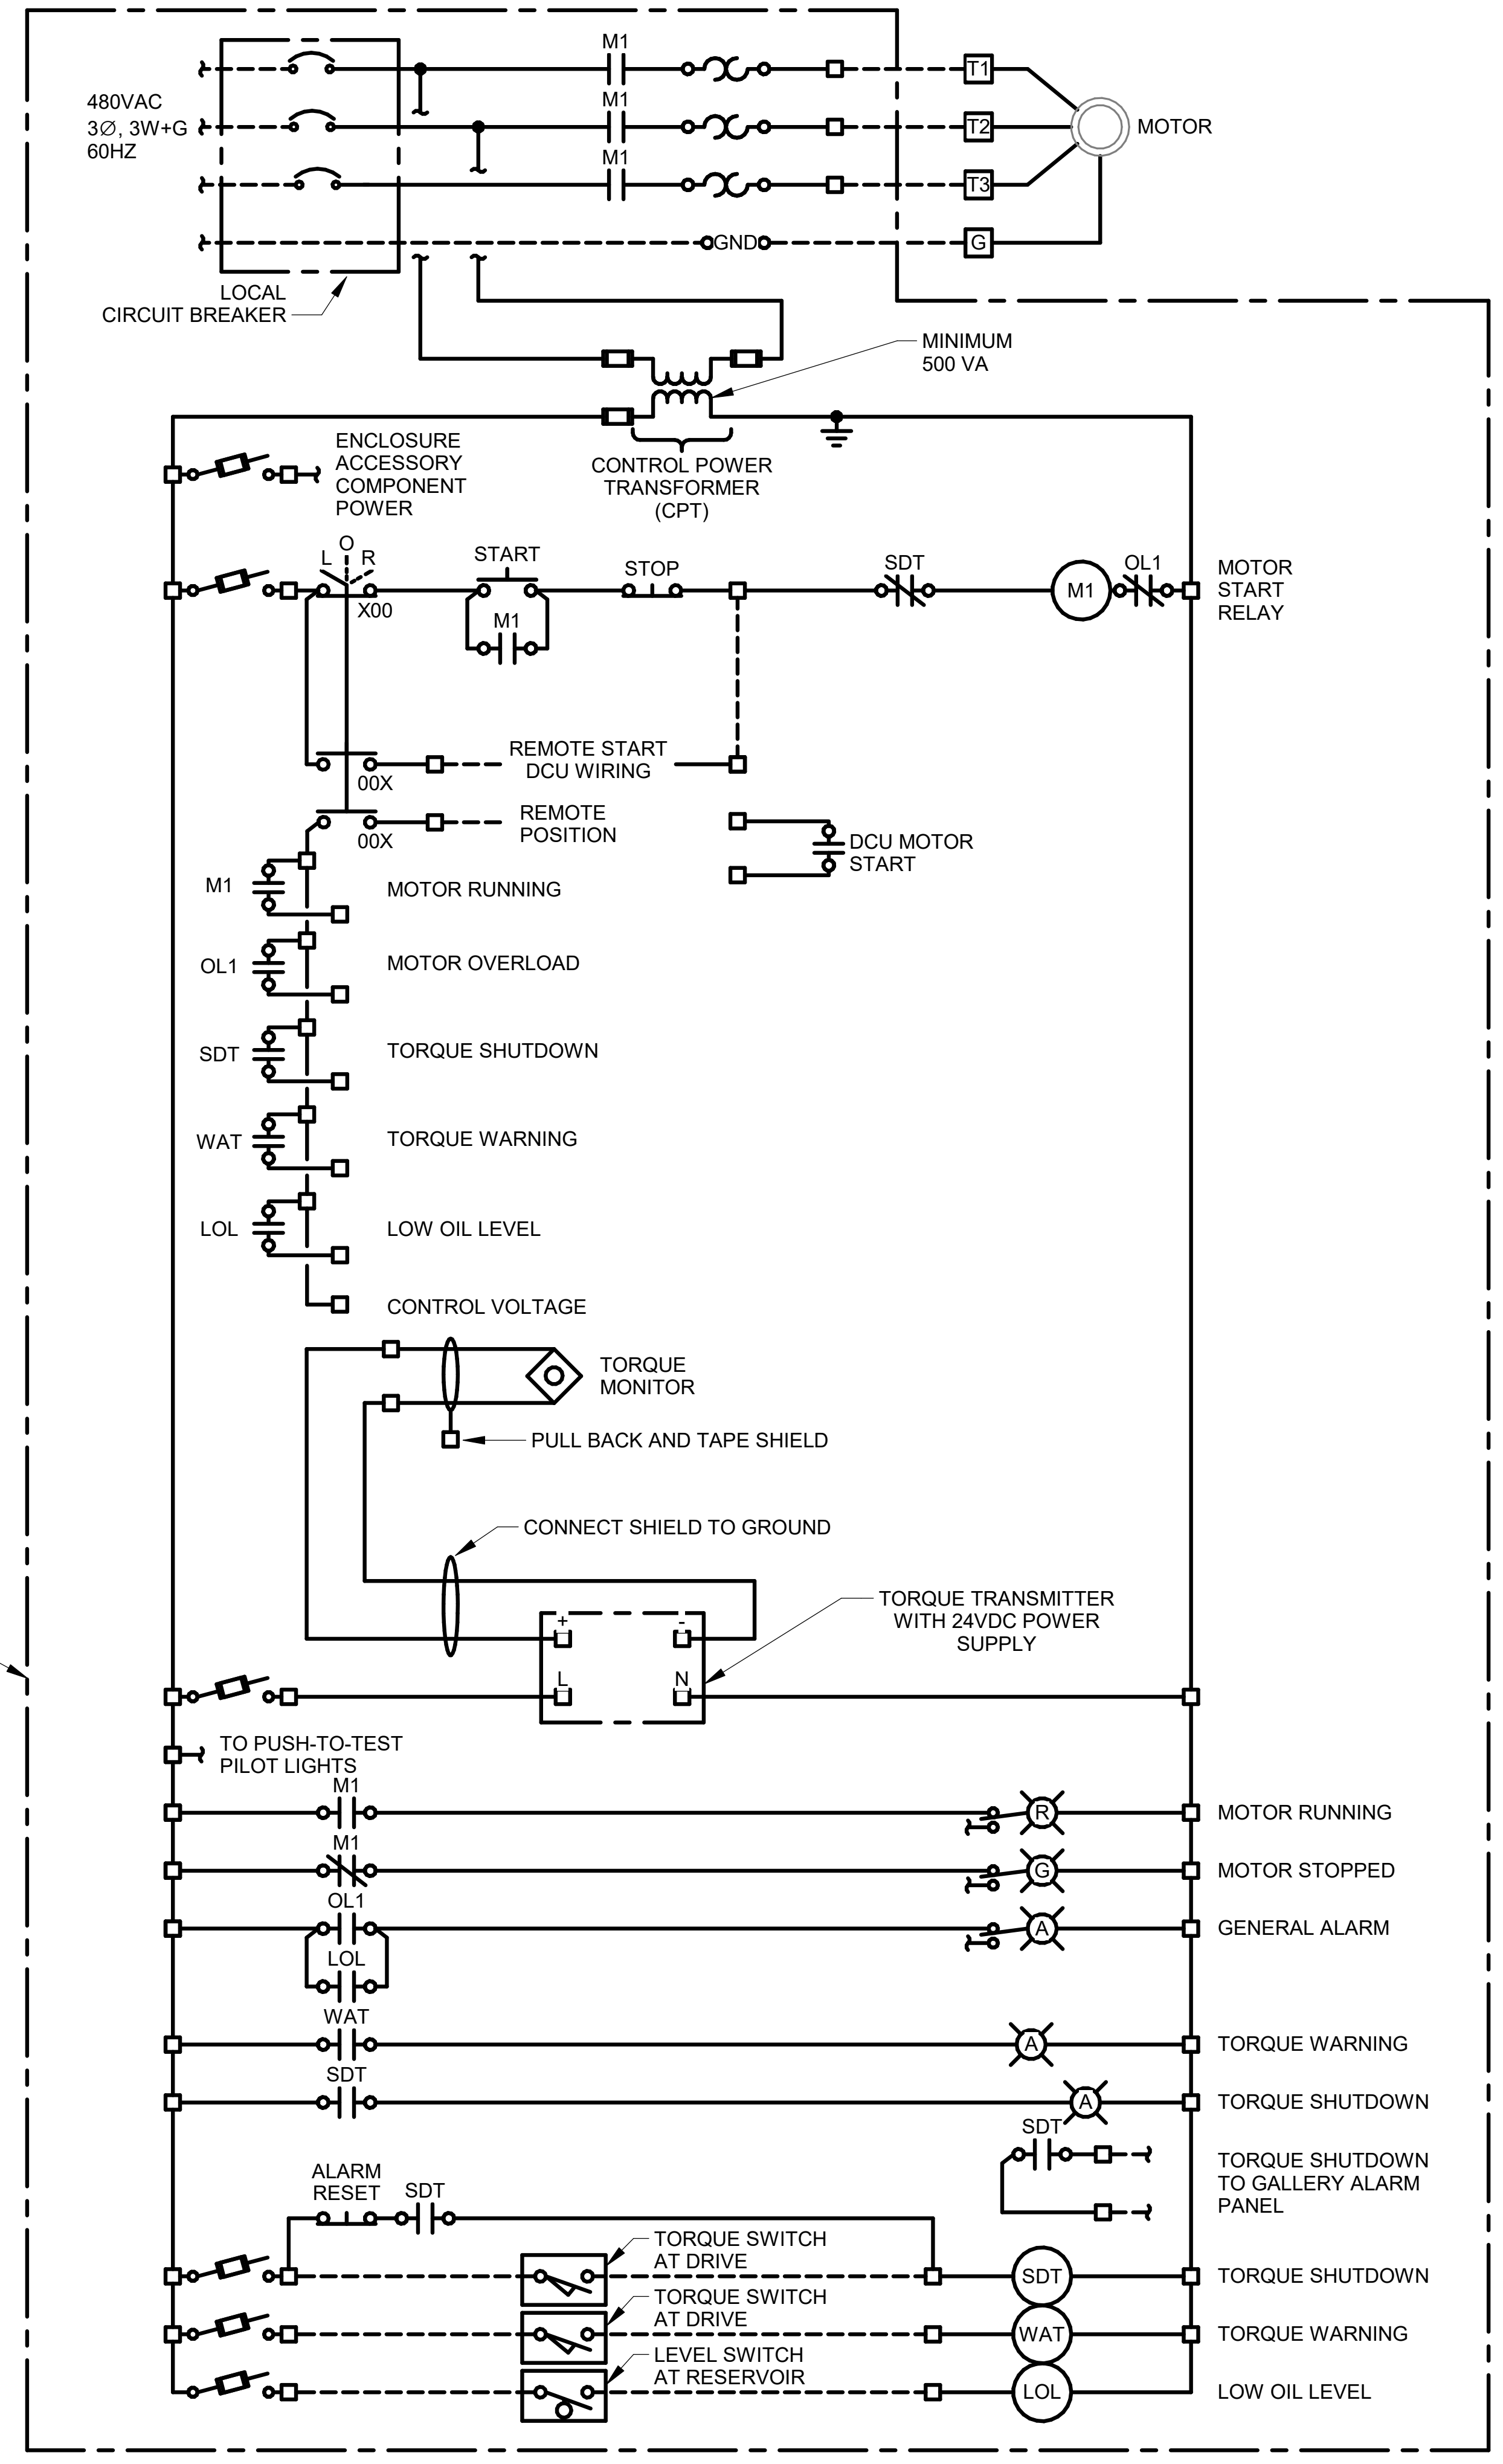 M1
T1
480VAC
3Ø, 3W+G
60HZ
M1
T2
MOTOR
M1
T3
GND
G
LOCAL
CIRCUIT BREAKER
MINIMUM
500 VA
ENCLOSURE
ACCESSORY
COMPONENT
POWER
CONTROL POWER
TRANSFORMER
(CPT)
L O R
X00
START
M1
STOP
SDT
M1
OL1
MOTOR
START
RELAY
00X
REMOTE START
DCU WIRING
00X
REMOTE
POSITION
DCU MOTOR
START
M1
MOTOR RUNNING
OL1
MOTOR OVERLOAD
SDT
TORQUE SHUTDOWN
WAT
TORQUE WARNING
LOL
LOW OIL LEVEL
CONTROL VOLTAGE
TORQUE
MONITOR
PULL BACK AND TAPE SHIELD
CONNECT SHIELD TO GROUND
TORQUE TRANSMITTER
WITH 24VDC POWER
SUPPLY
+ -
L N
TO PUSH-TO-TEST
PILOT LIGHTS
M1
R
MOTOR RUNNING
M1
G
MOTOR STOPPED
OL1
A
GENERAL ALARM
LOL
WAT
A
TORQUE WARNING
SDT
A
TORQUE SHUTDOWN
SDT
TORQUE SHUTDOWN
TO GALLERY ALARM
PANEL
ALARM
RESET
SDT
TORQUE SWITCH
AT DRIVE
SDT
TORQUE SHUTDOWN
TORQUE SWITCH
AT DRIVE
WAT
TORQUE WARNING
LEVEL SWITCH
AT RESERVOIR
LOL
LOW OIL LEVEL